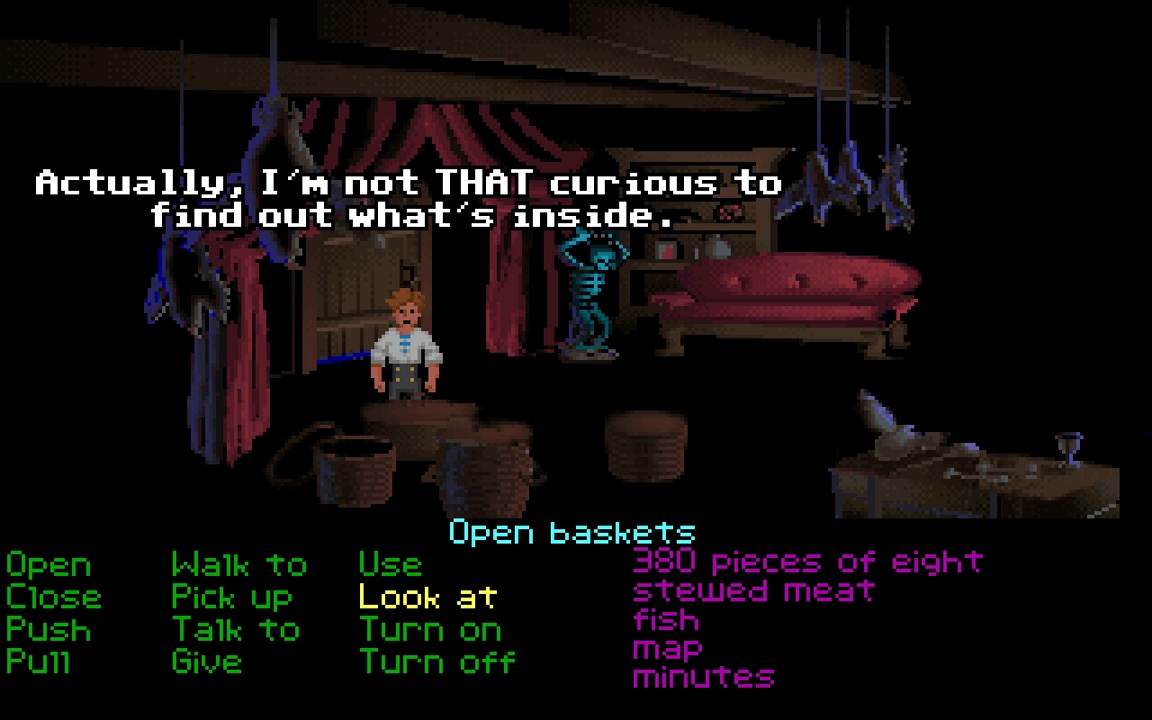 Actually, I'm not THAT curious to
find out what's inside.
Open baskets
Open Walk to Use
Close Pick up Look at
Push Talk to Turn on
Pull Give Turn off
380 pieces of eight
stewed meat
fish
map
minutes